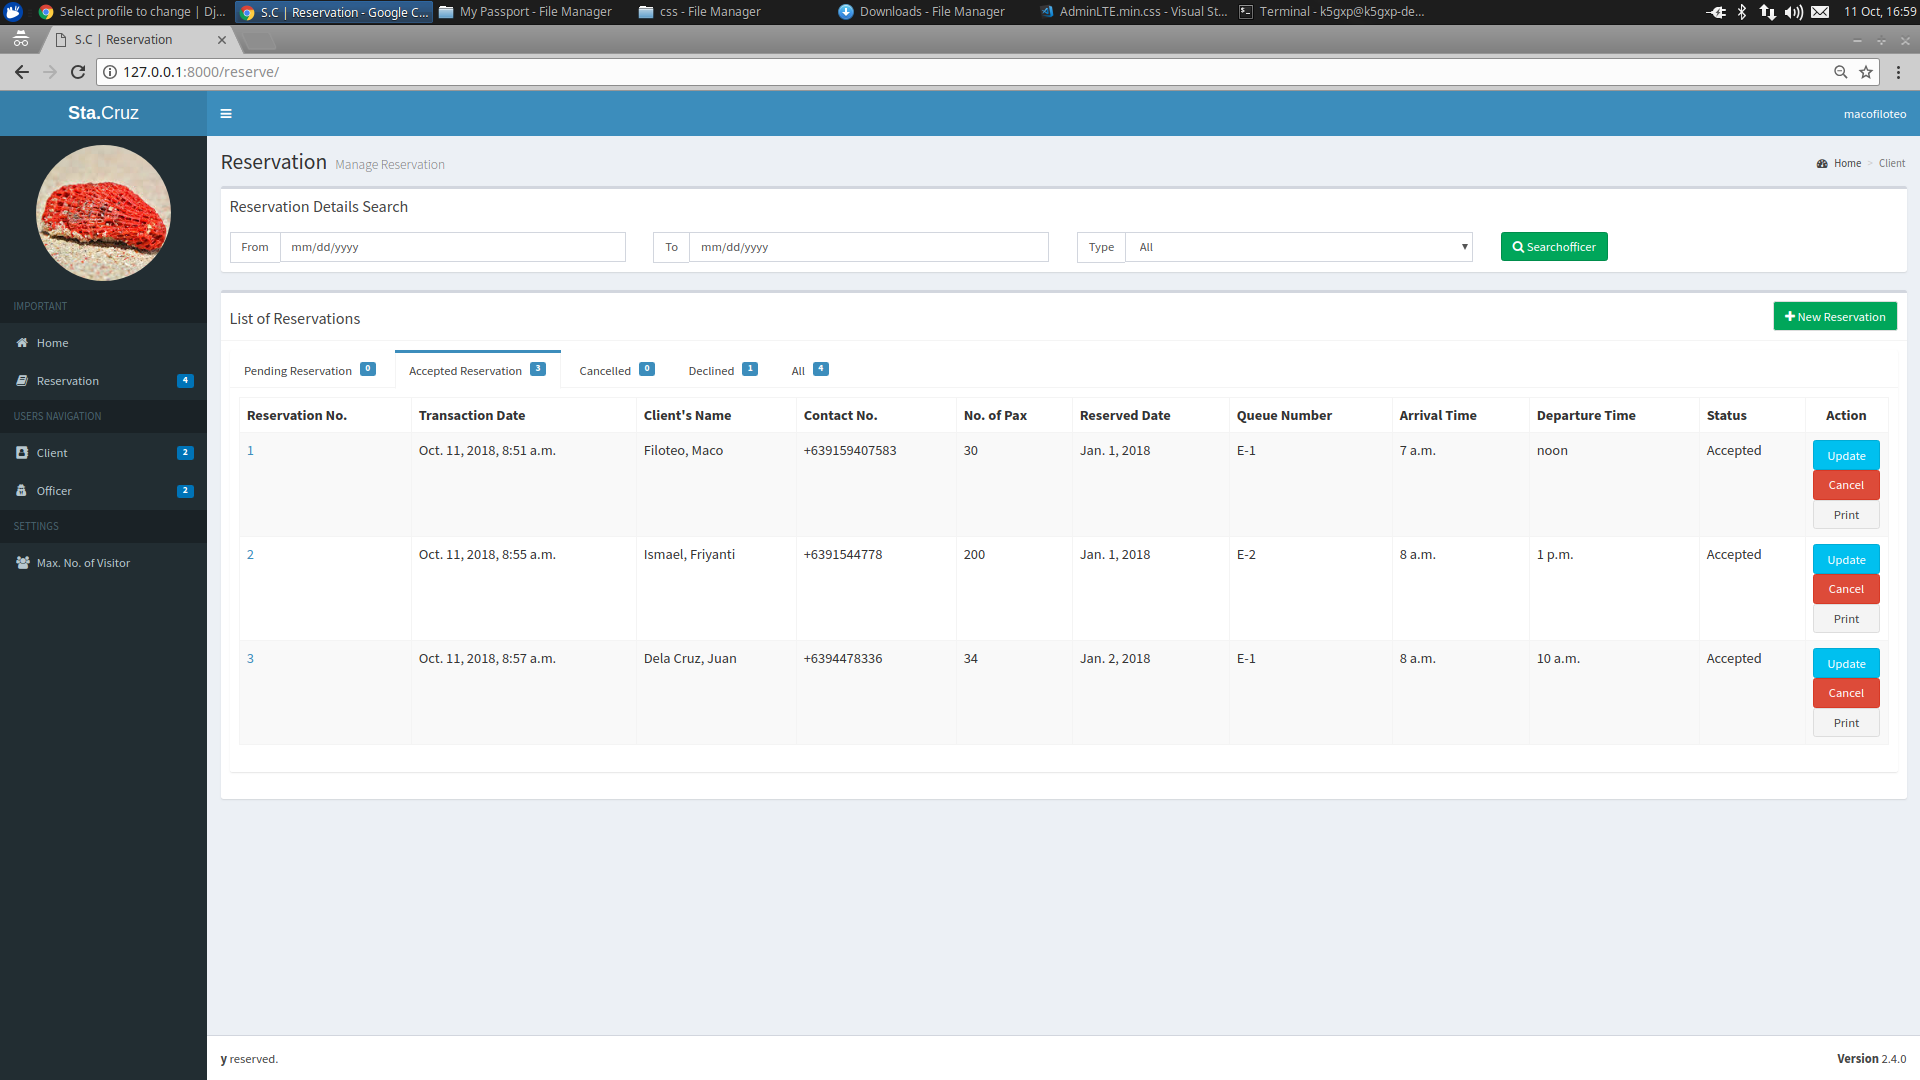 Select profile to change | Dj... S.C | Reservation - Google C... My Passport - File Manager css - File Manager Downloads - File Manager AdminLTE.min.css - Visual St... Terminal - k5gxp@k5gxp-de... 11 Oct, 16:59
S.C | Reservation
127.0.0.1:8000/reserve/
Sta.Cruz macofiloteo
Reservation Manage Reservation Home > Client
Reservation Details Search
From mm/dd/yyyy To mm/dd/yyyy Type All Searchofficer
IMPORTANT
Home
Reservation 4
USERS NAVIGATION
Client 2
Officer 2
SETTINGS
Max. No. of Visitor
List of Reservations New Reservation
Pending Reservation 0 Accepted Reservation 3 Cancelled 0 Declined 1 All 4
Reservation No. Transaction Date Client's Name Contact No. No. of Pax Reserved Date Queue Number Arrival Time Departure Time Status Action
1 Oct. 11, 2018, 8:51 a.m. Filoteo, Maco +639159407583 30 Jan. 1, 2018 E-1 7 a.m. noon Accepted Update
Cancel
Print
2 Oct. 11, 2018, 8:55 a.m. Ismael, Friyanti +6391544778 200 Jan. 1, 2018 E-2 8 a.m. 1 p.m. Accepted Update
Cancel
Print
3 Oct. 11, 2018, 8:57 a.m. Dela Cruz, Juan +6394478336 34 Jan. 2, 2018 E-1 8 a.m. 10 a.m. Accepted Update
Cancel
Print
y reserved. Version 2.4.0